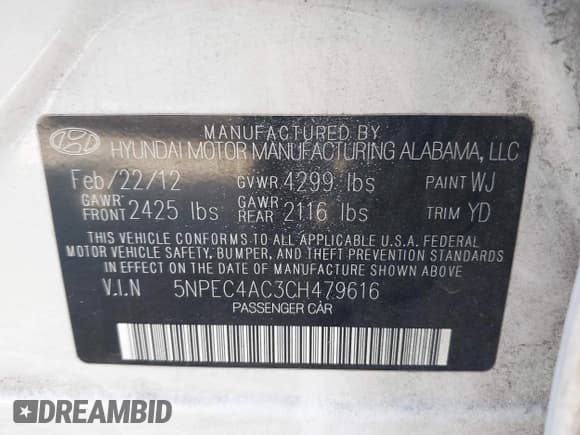 MANUFACTURED BY
HYUNDAI MOTOR MANUFACTURING ALABAMA, LLC
Feb/22/12 GVWR 4299 lbs PAINT WJ
GAWR FRONT 2425 lbs GAWR REAR 2116 lbs TRIM YD
THIS VEHICLE CONFORMS TO ALL APPLICABLE U.S.A. FEDERAL
MOTOR VEHICLE SAFETY, BUMPER, AND THEFT PREVENTION
STANDARDS IN EFFECT ON THE DATE OF MANUFACTURE SHOWN ABOVE.
V.I.N 5NPEC4AC3CH479616
PASSENGER CAR
DREAMBID